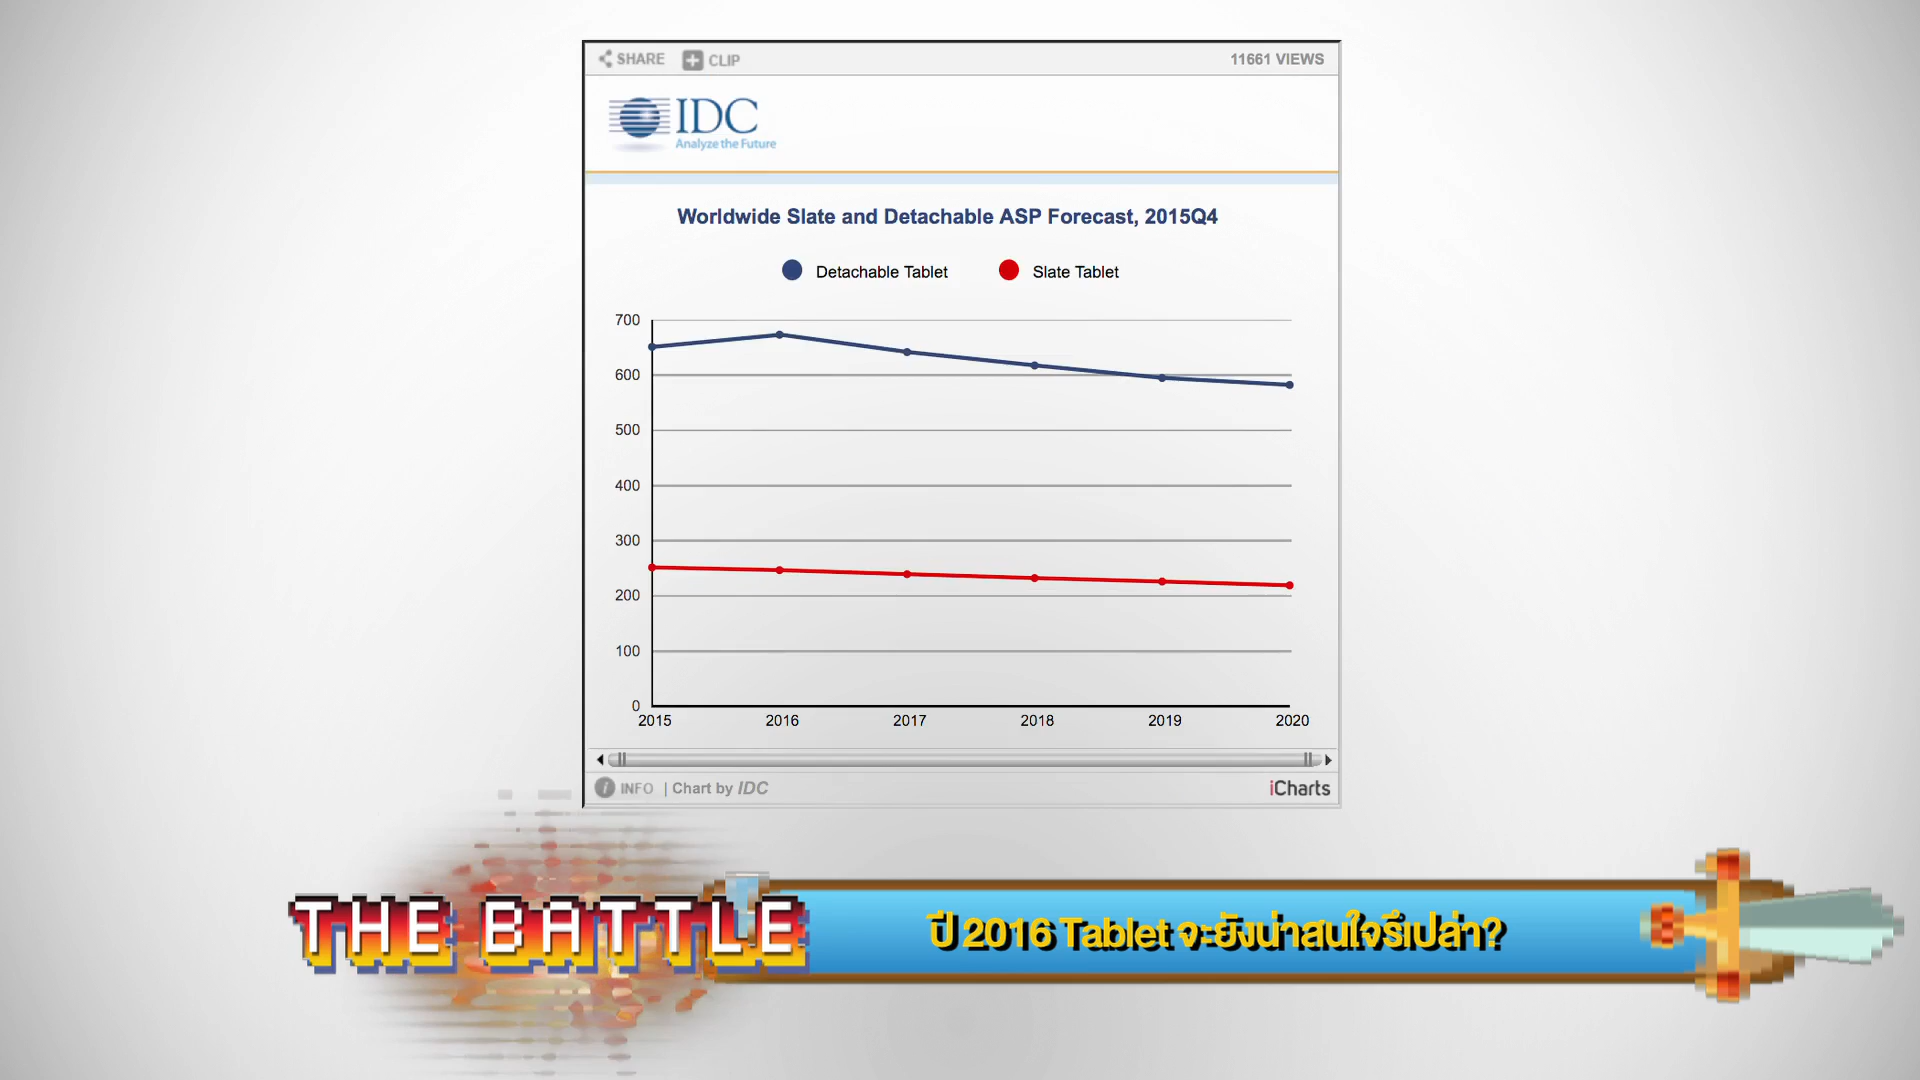 SHARE CLIP 11661 VIEWS
IDC
Analyze the Future
Worldwide Slate and Detachable ASP Forecast, 2015Q4
Detachable Tablet Slate Tablet
700
600
500
400
300
200
100
0
2015 2016 2017 2018 2019 2020
i INFO | Chart by IDC iCharts
THE BATTLE ปี 2016 Tablet จะยังน่าสนใจรึเปล่า?